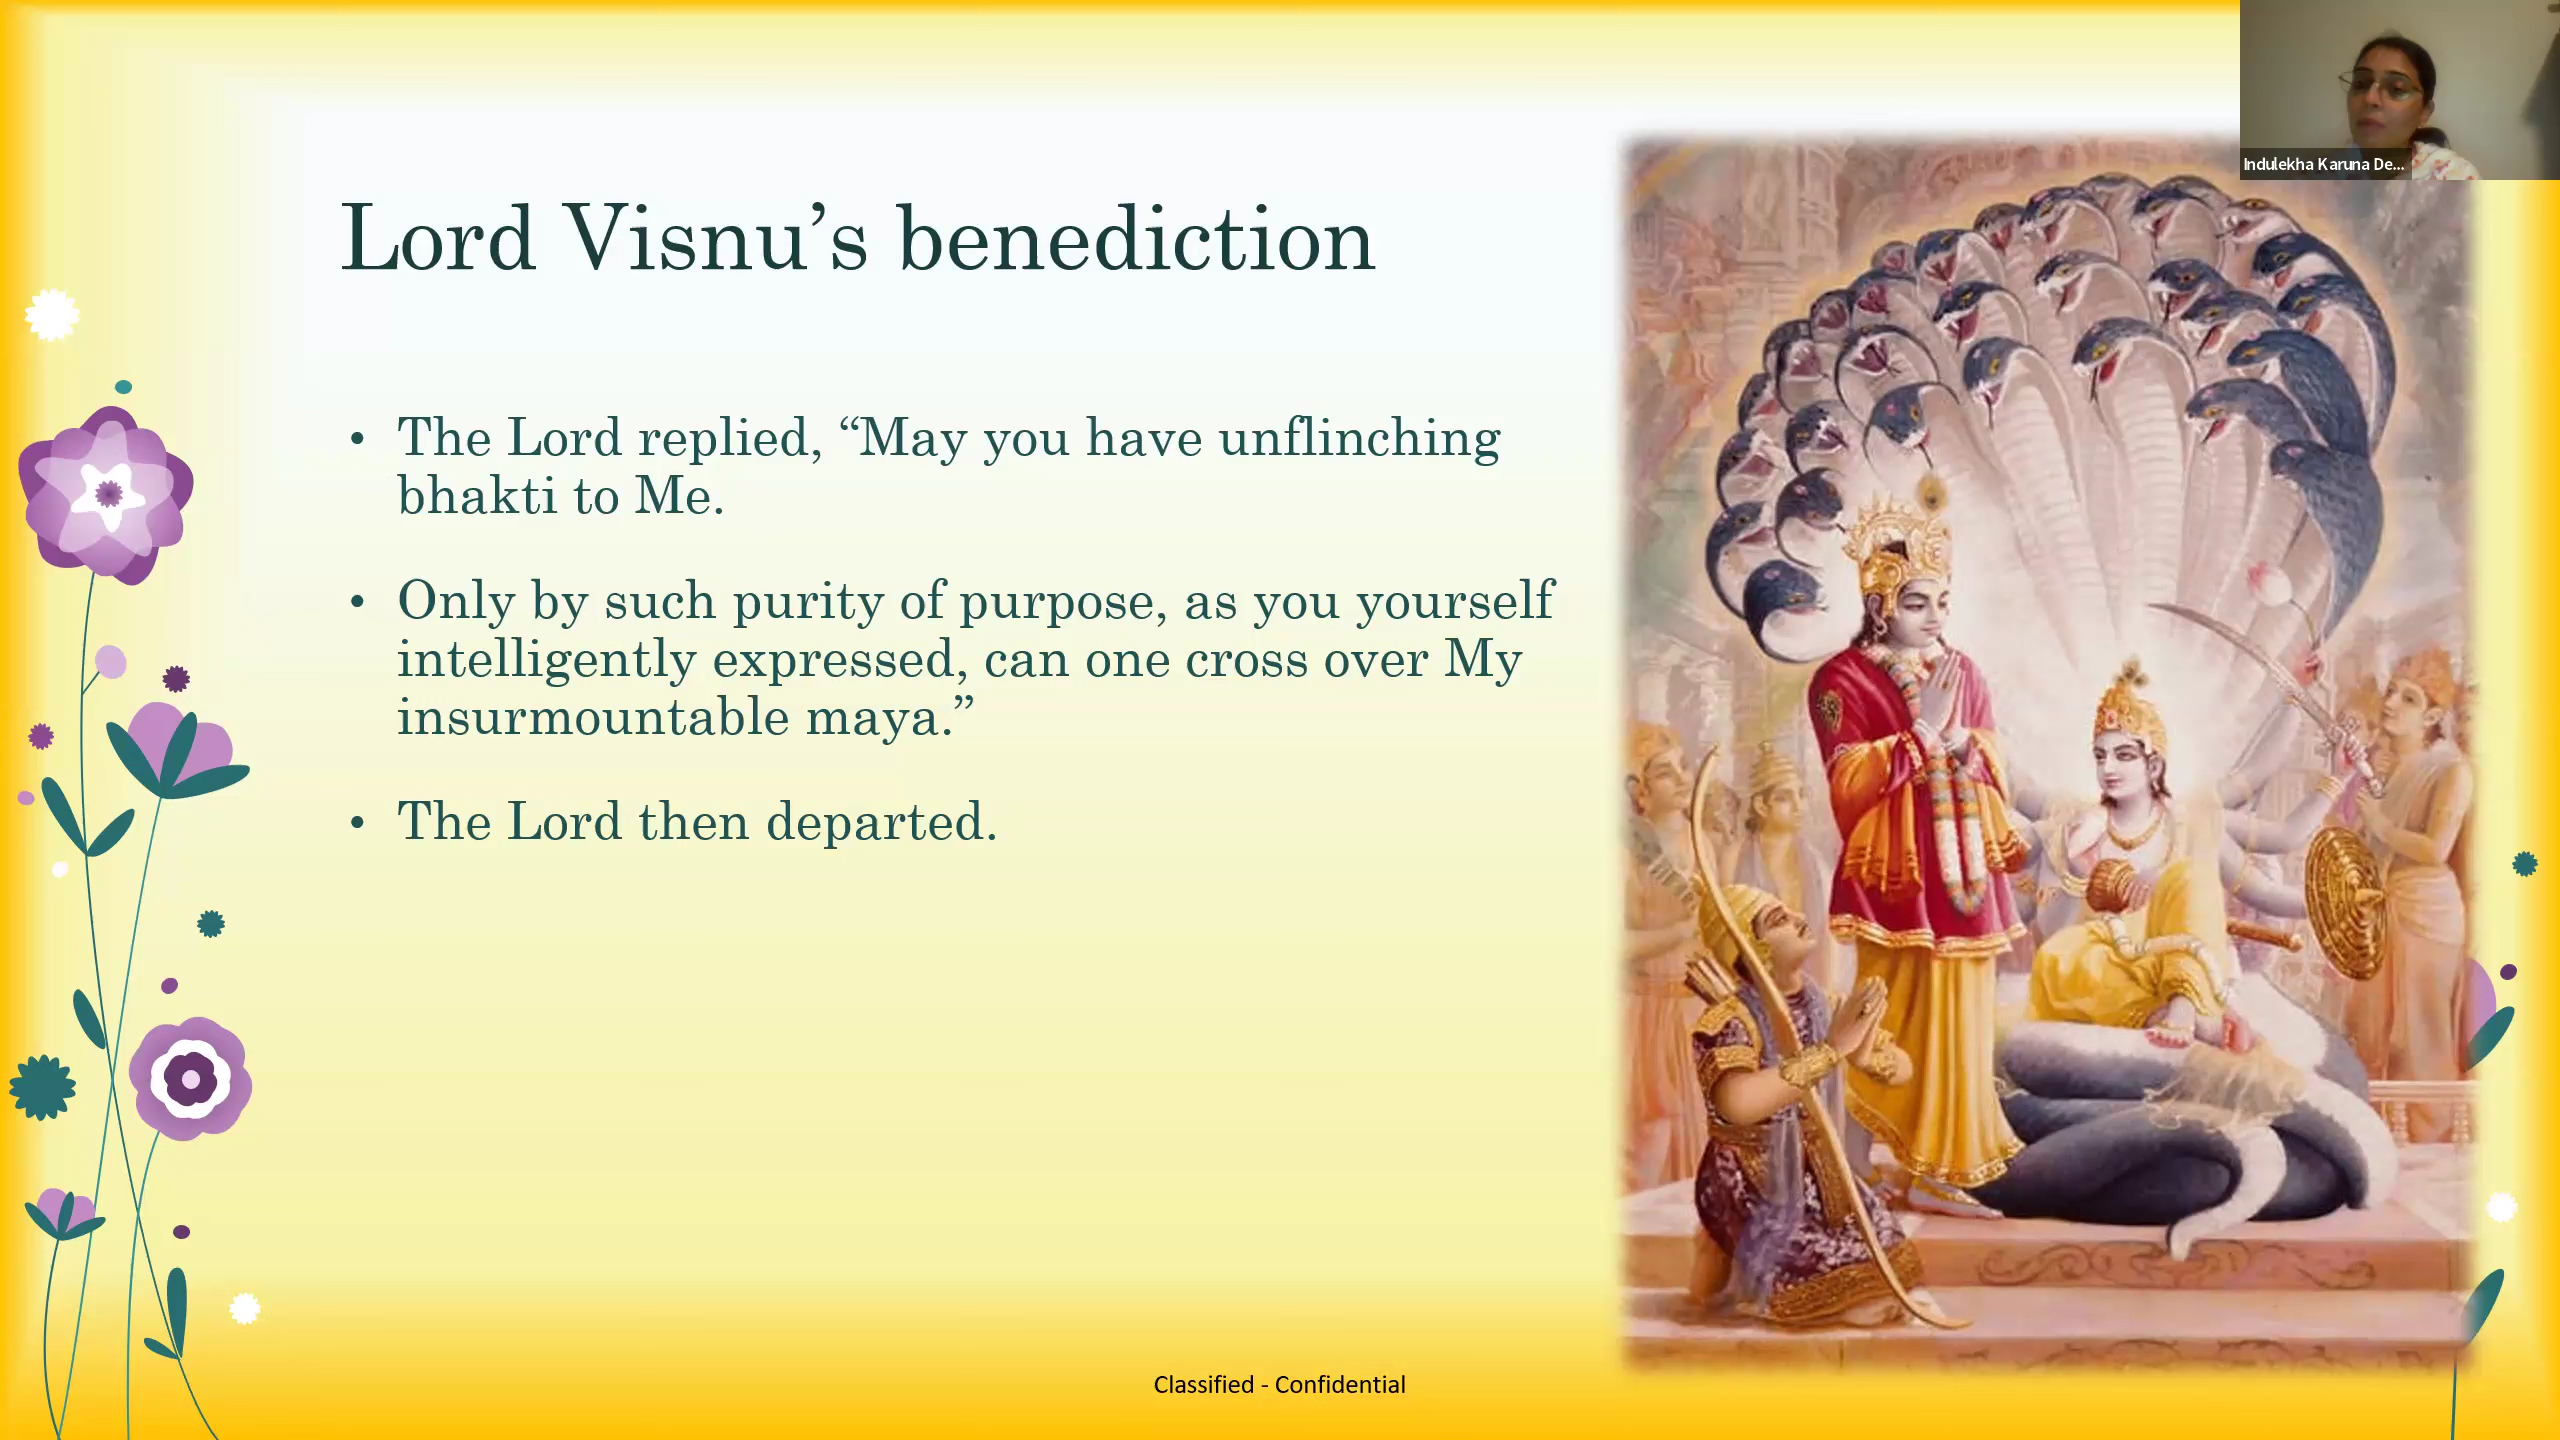 Indulekha Karuna De...
Lord Visnu’s benediction
• The Lord replied, “May you have unflinching
bhakti to Me.
• Only by such purity of purpose, as you yourself
intelligently expressed, can one cross over My
insurmountable maya.”
• The Lord then departed.
Classified - Confidential